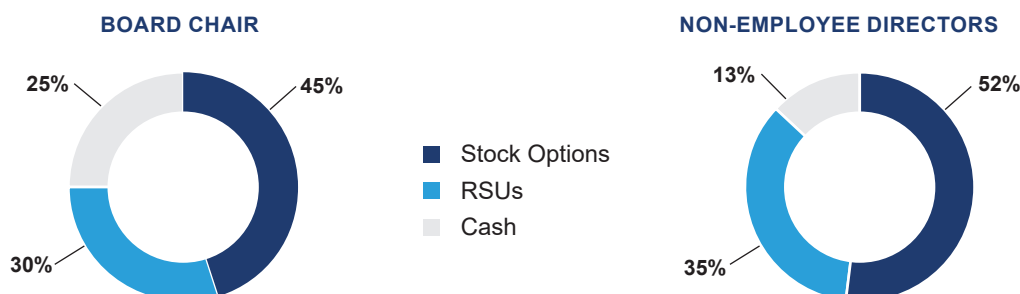 BOARD CHAIR
25%
45%
30%
Stock Options
RSUs
Cash
NON-EMPLOYEE DIRECTORS
13%
52%
35%